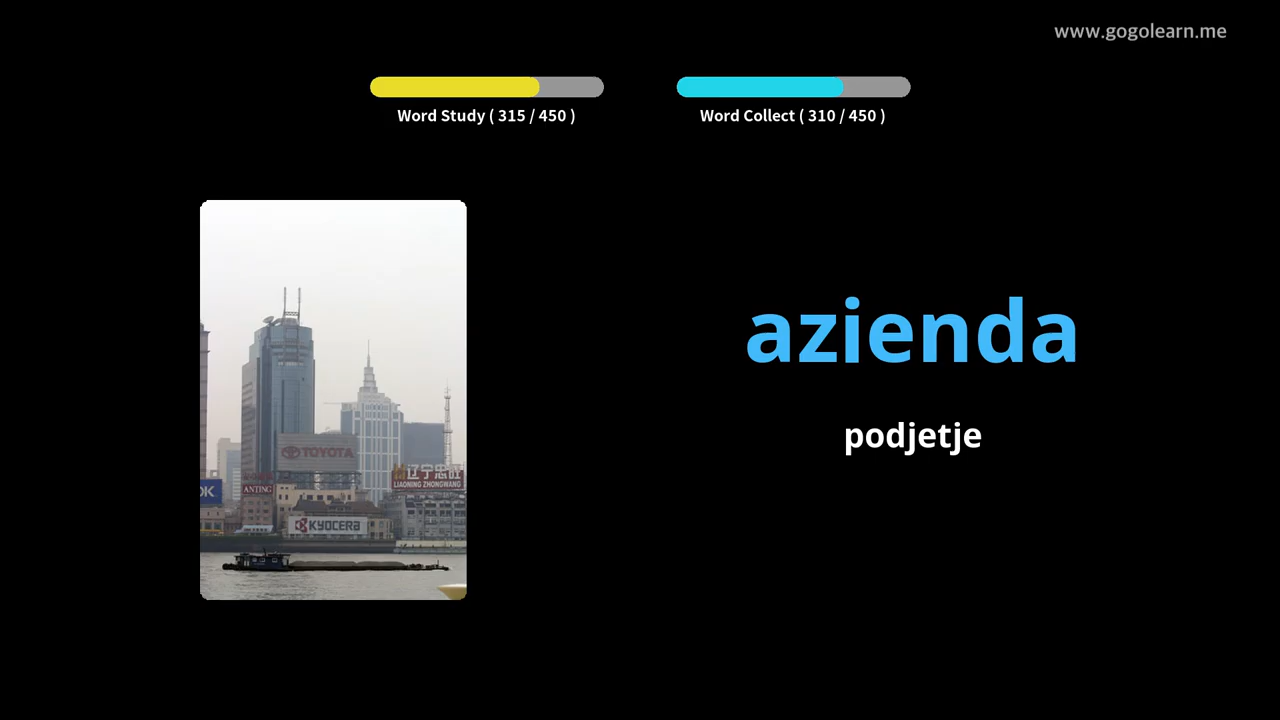 www.gogolearn.me
Word Study ( 315 / 450 )
Word Collect ( 310 / 450 )
azienda
podjetje
TOYOTA
辽宁忠旺
LIAONING ZHONGWANG
OK
ANTING
KYOCERA